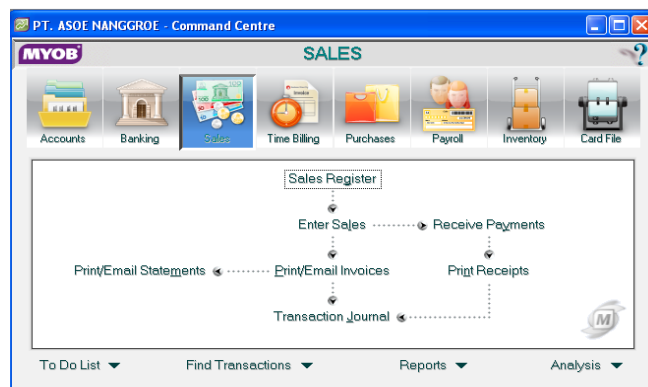 PT. ASOE NANGGROE - Command Centre
MYOB
SALES
?
Accounts
Banking
Sales
Time Billing
Purchases
Payroll
Inventory
Card File
Sales Register
Enter Sales
Receive Payments
Print/Email Statements
Print/Email Invoices
Print Receipts
Transaction Journal
To Do List
Find Transactions
Reports
Analysis